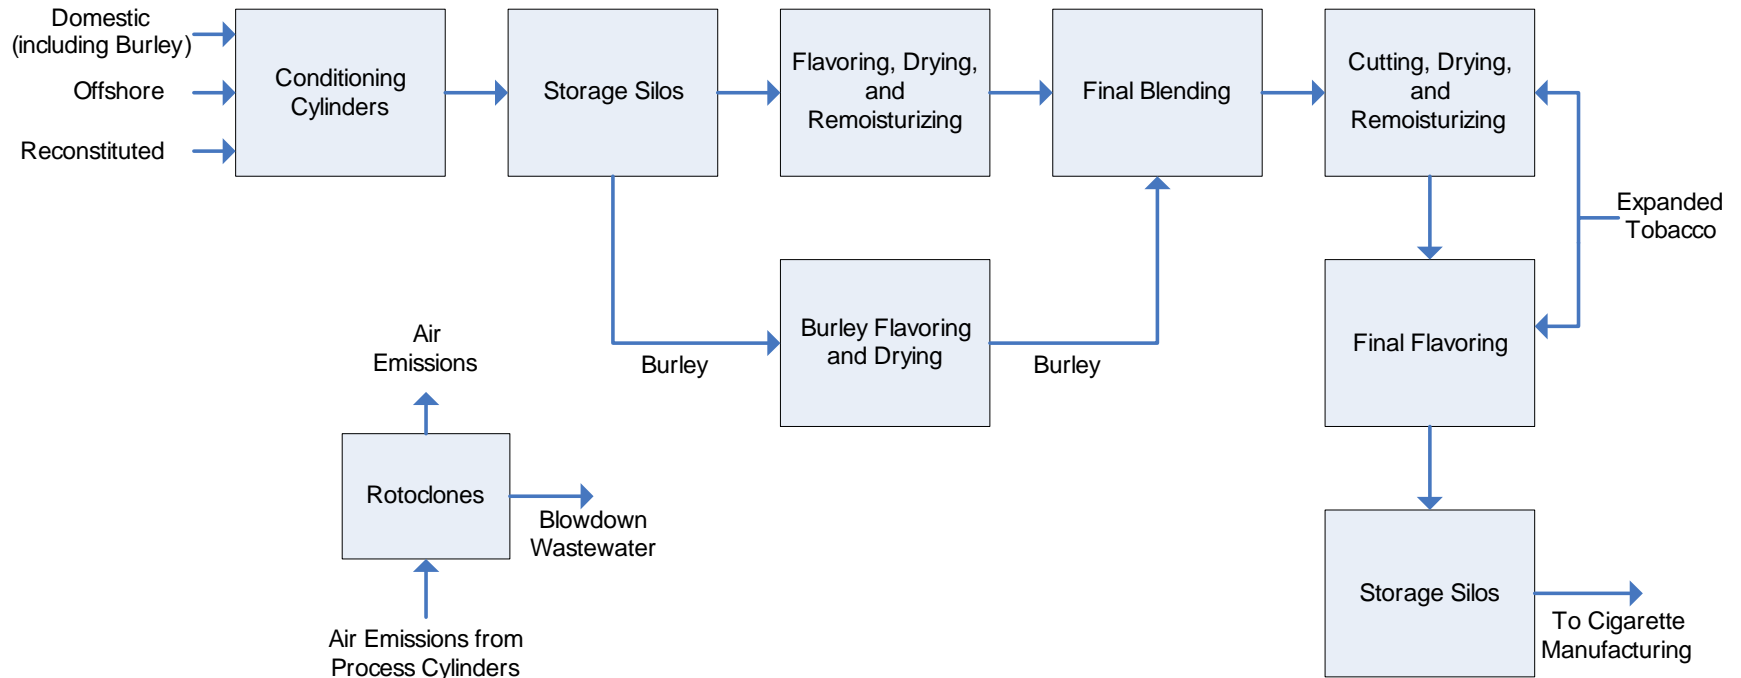 Domestic
(including Burley)
Offshore
Reconstituted
Conditioning
Cylinders
Storage Silos
Flavoring, Drying,
and
Remoisturizing
Final Blending
Cutting, Drying,
and
Remoisturizing
Expanded
Tobacco
Burley
Burley Flavoring
and Drying
Burley
Final Flavoring
Air
Emissions
Rotoclones
Blowdown
Wastewater
Air Emissions from
Process Cylinders
Storage Silos
To Cigarette
Manufacturing